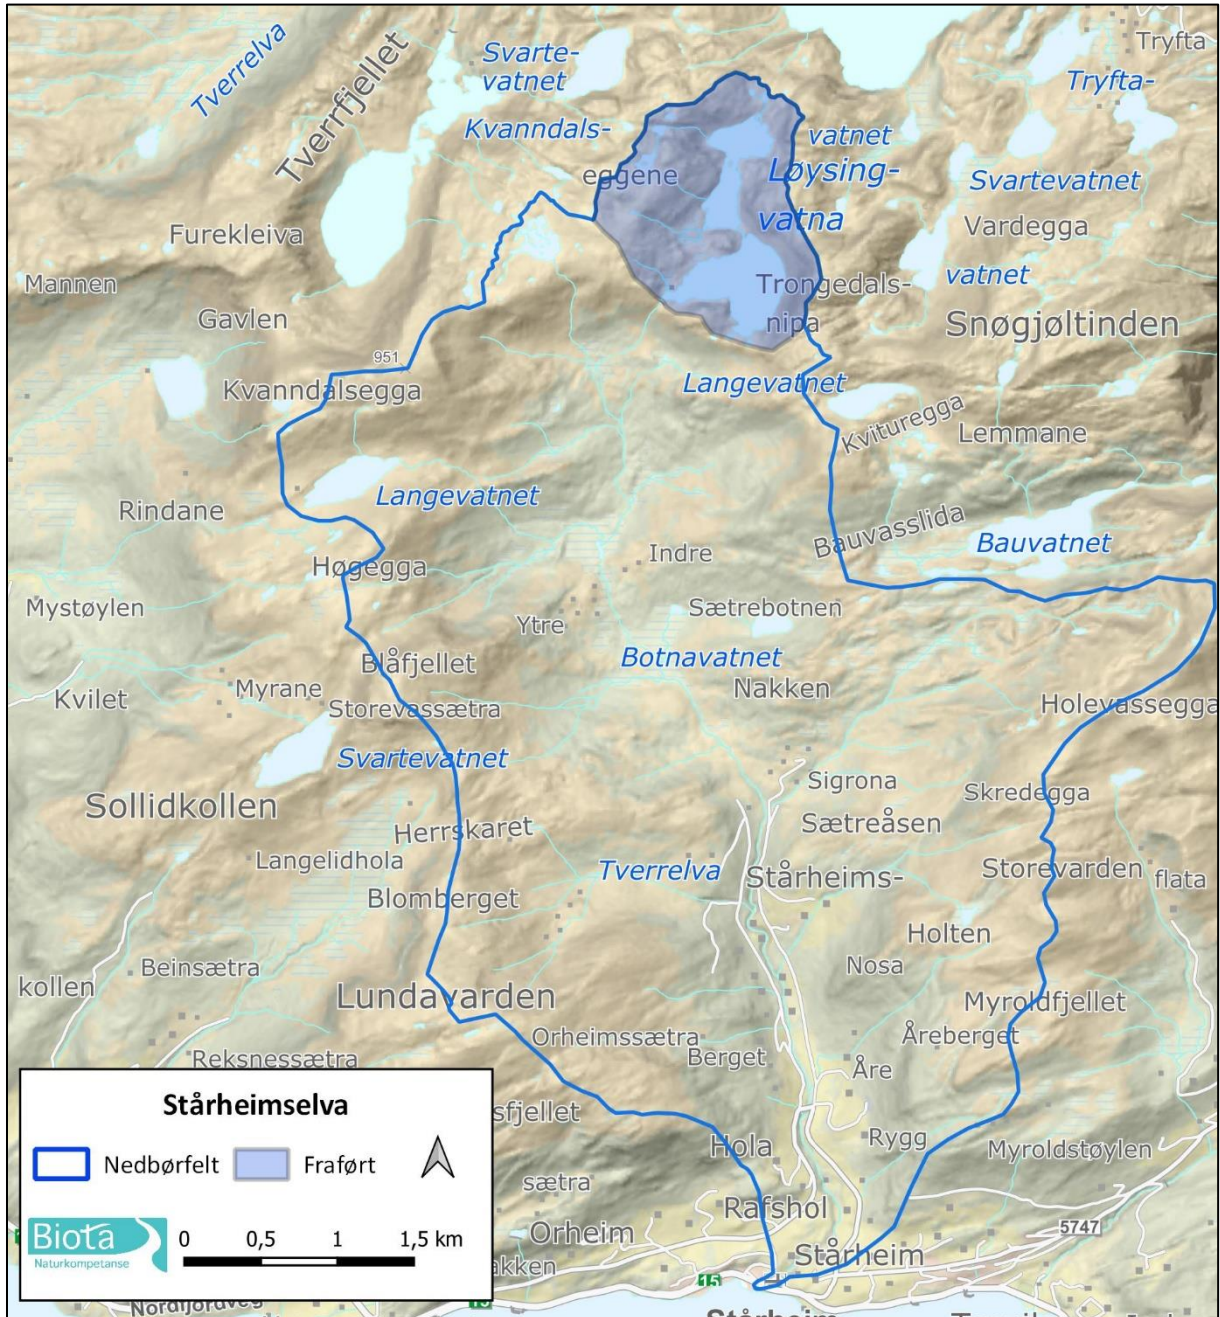 Tryfta
Tverrelva
Tverrfjellet
Svarte-
vatnet
Tryfta-
Kvanndals-
vatnet
eggene
Løysing-
Svartevatnet
vatna
Vardegga
Furekleiva
vatnet
Mannen
Trongedals-
Gavlen
nipa
Snøgjøltinden
951
Kvanndalsegga
Langevatnet
Kvituregga
Lemmane
Langevatnet
Rindane
Bauvasslida
Bauvatnet
Indre
Høgegga
Mystøylen
Sætrebotnen
Ytre
Blåfjellet
Botnavatnet
Kvilet
Myrane
Nakken
Storevassætra
Holevassegga
Svartevatnet
Sigrona
Skredegga
Sollidkollen
Sætreåsen
Herrskaret
Langelidhola
Tverrelva
Stårheims-
Storevarden
flata
Blomberget
Holten
Beinsætra
Nosa
kollen
Lundavarden
Myroldfjellet
Orheimssætra
Åreberget
Reksnessætra
Berget
Åre
sfjellet
Hola
Rygg
Myroldstøylen
sætra
Rafshol
Orheim
5747
Stårheim
akken
15
Stårheimselva
Nedbørfelt
Fraført
Biota
Naturkompetanse
0 0,5 1 1,5 km
15